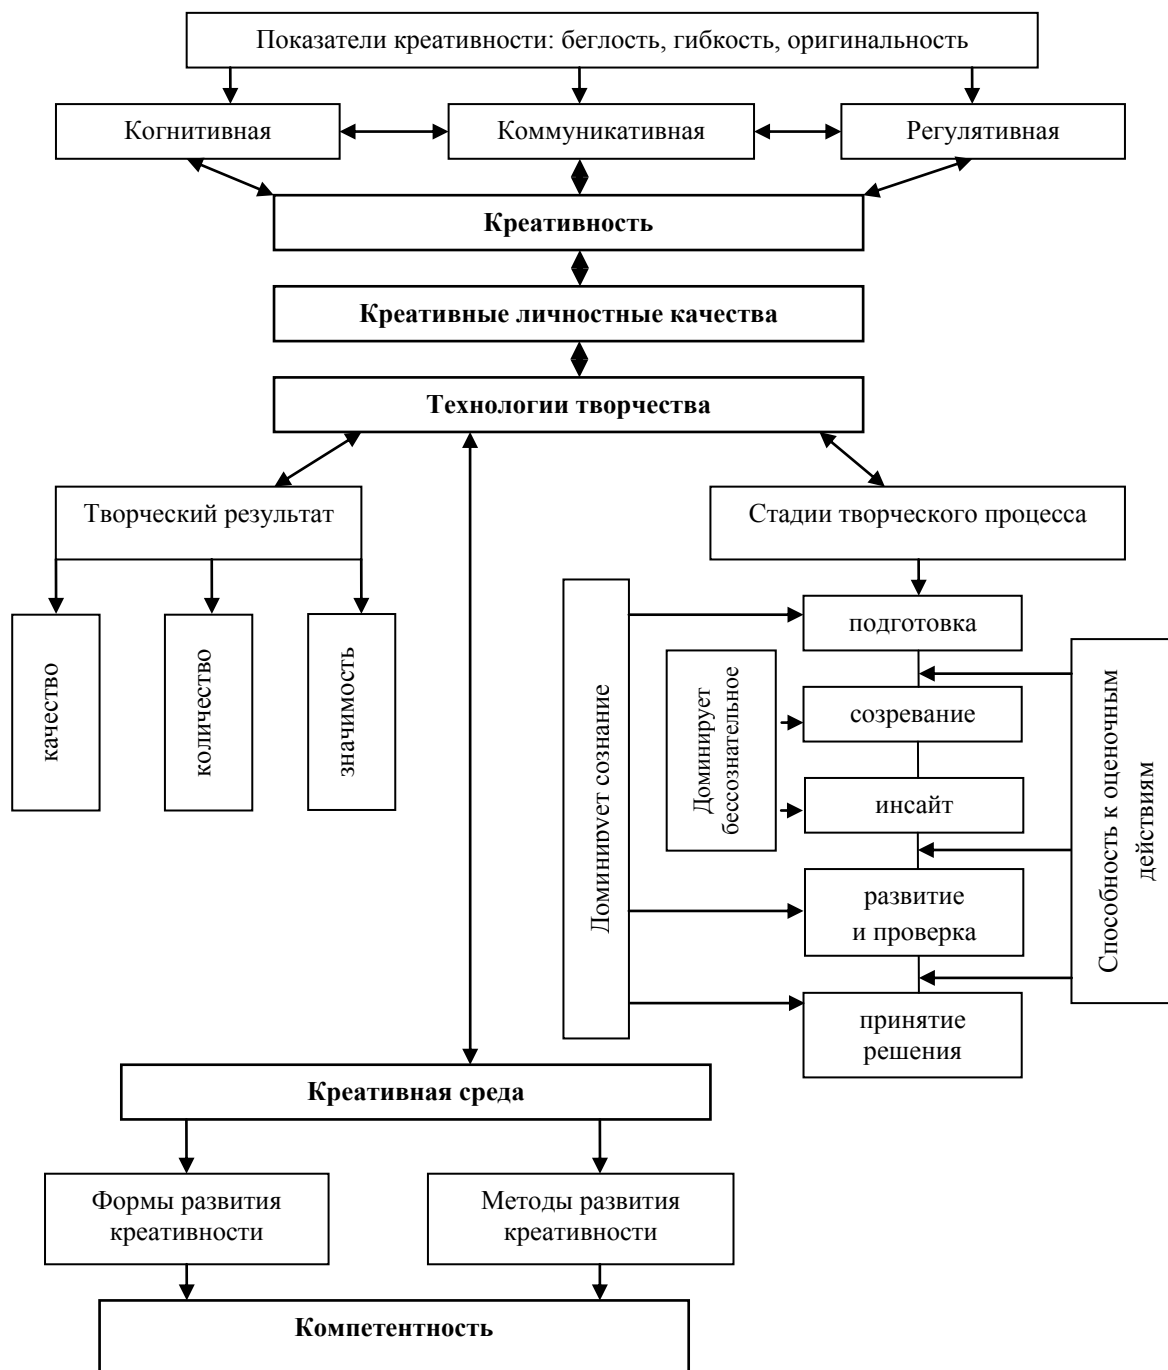 Показатели креативности: беглость, гибкость, оригинальность
Когнитивная
Коммуникативная
Регулятивная
Креативность
Креативные личностные качества
Технологии творчества
Творческий результат
Стадии творческого процесса
качество
количество
значимость
Доминирует сознание
Доминирует
бессознательное
подготовка
созревание
инсайт
развитие
и проверка
принятие
решения
Способность к оценочным
действиям
Креативная среда
Формы развития
креативности
Методы развития
креативности
Компетентность